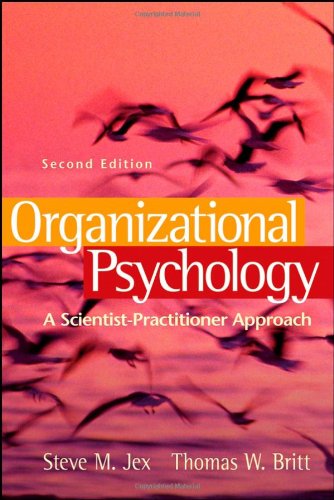 Second Edition
Organizational
Psychology
A Scientist-Practitioner Approach
Steve M. Jex Thomas W. Britt